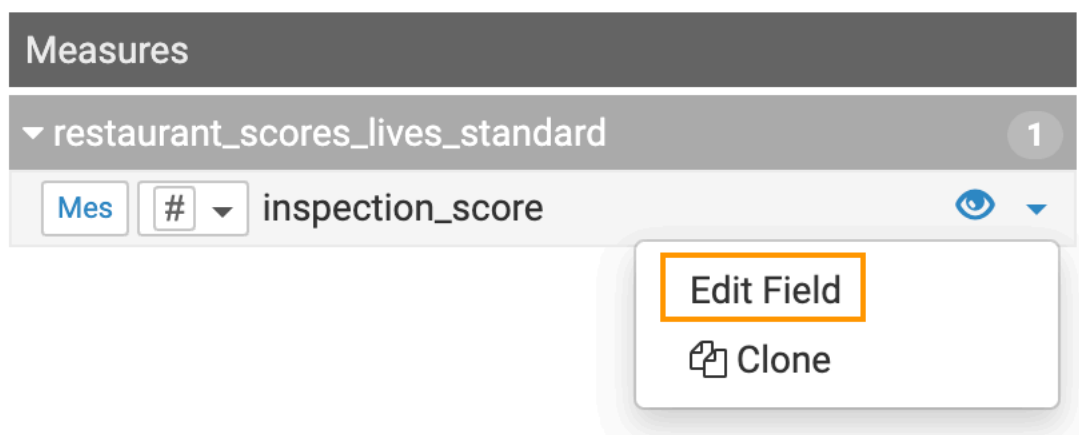 Measures
restaurant_scores_lives_standard 1
Mes # inspection_score
Edit Field
Clone